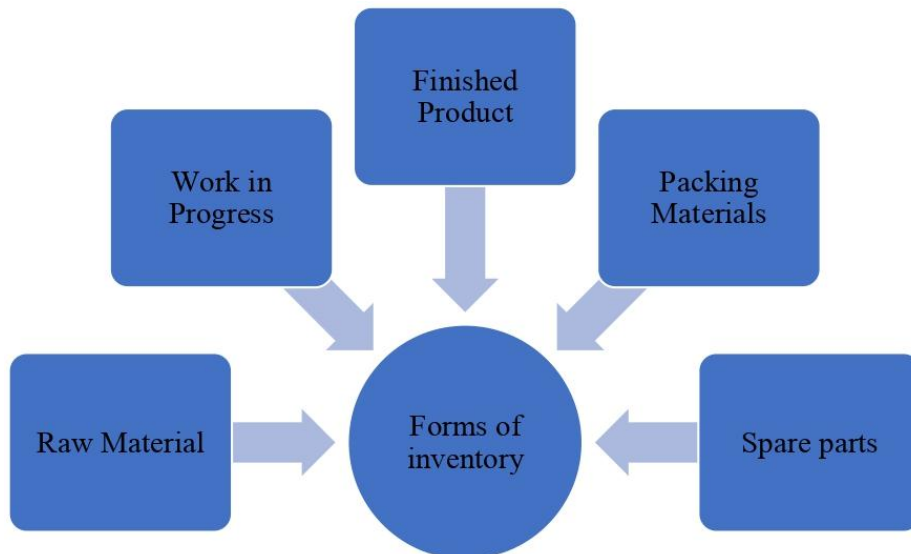 Finished
Product
Work in
Progress
Packing
Materials
Raw Material
Forms of
inventory
Spare parts